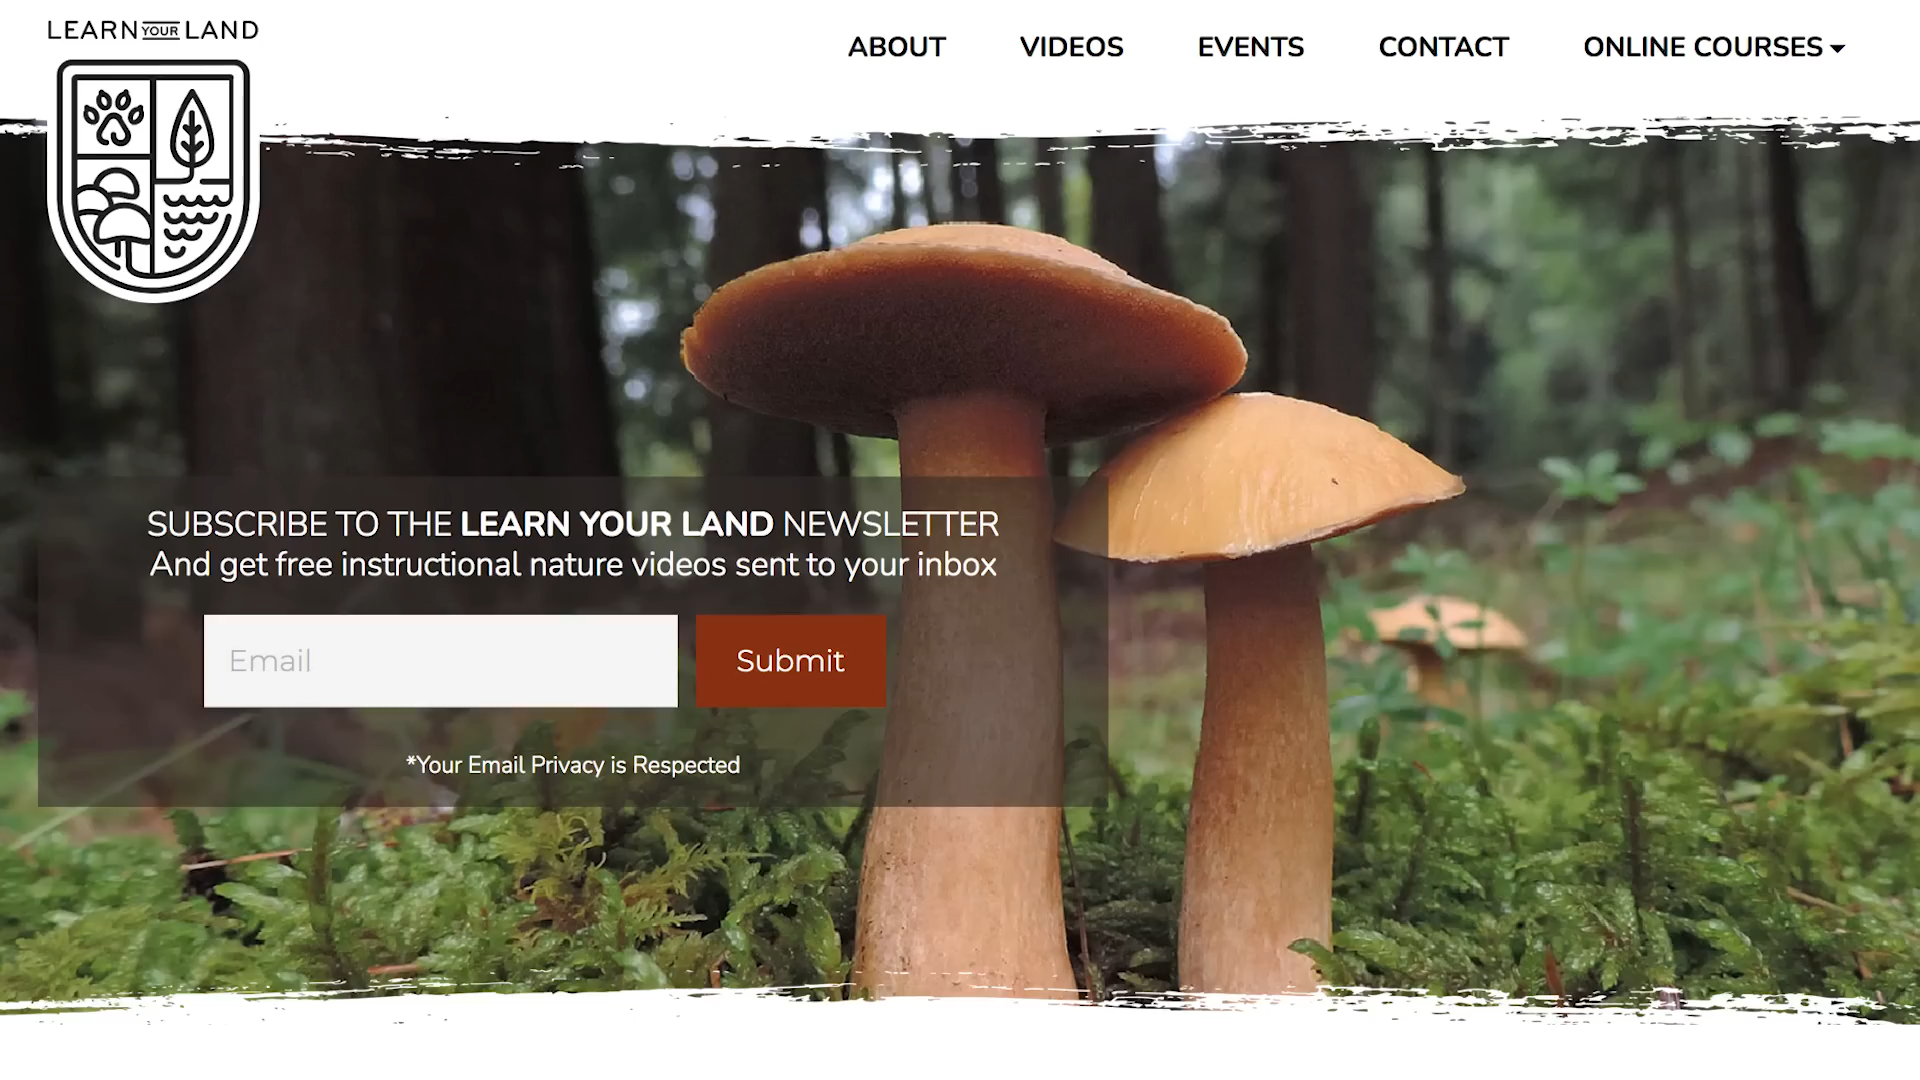 LEARN YOUR LAND
ABOUT VIDEOS EVENTS CONTACT ONLINE COURSES
SUBSCRIBE TO THE LEARN YOUR LAND NEWSLETTER
And get free instructional nature videos sent to your inbox
Email Submit
*Your Email Privacy is Respected